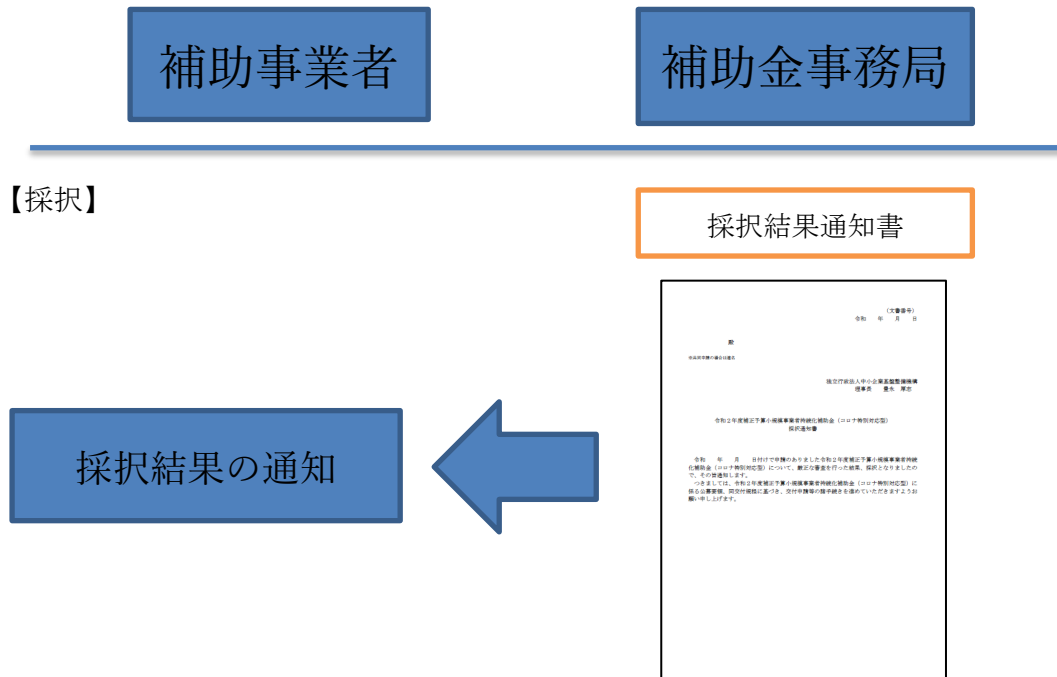 補助事業者
補助金事務局
【採択】
採択結果通知書
（文書番号）
令和　年　月　日
殿
独立行政法人中小企業基盤整備機構
理事長　豊永　厚志
令和２年度補正予算小規模事業者持続化補助金（コロナ特別対応型）
採択通知書
採択結果の通知
令和　年　月　日付けで申請のありました令和２年度補正予算小規模事業者持続
化補助金（コロナ特別対応型）について、厳正な審査を行った結果、採択となりましたの
で、その旨通知します。
つきましては、令和２年度補正予算小規模事業者持続化補助金（コロナ特別対応型）に
係る公募要領、同交付規程に基づき、交付申請等の諸手続きを進めていただきますようお
願い申し上げます。